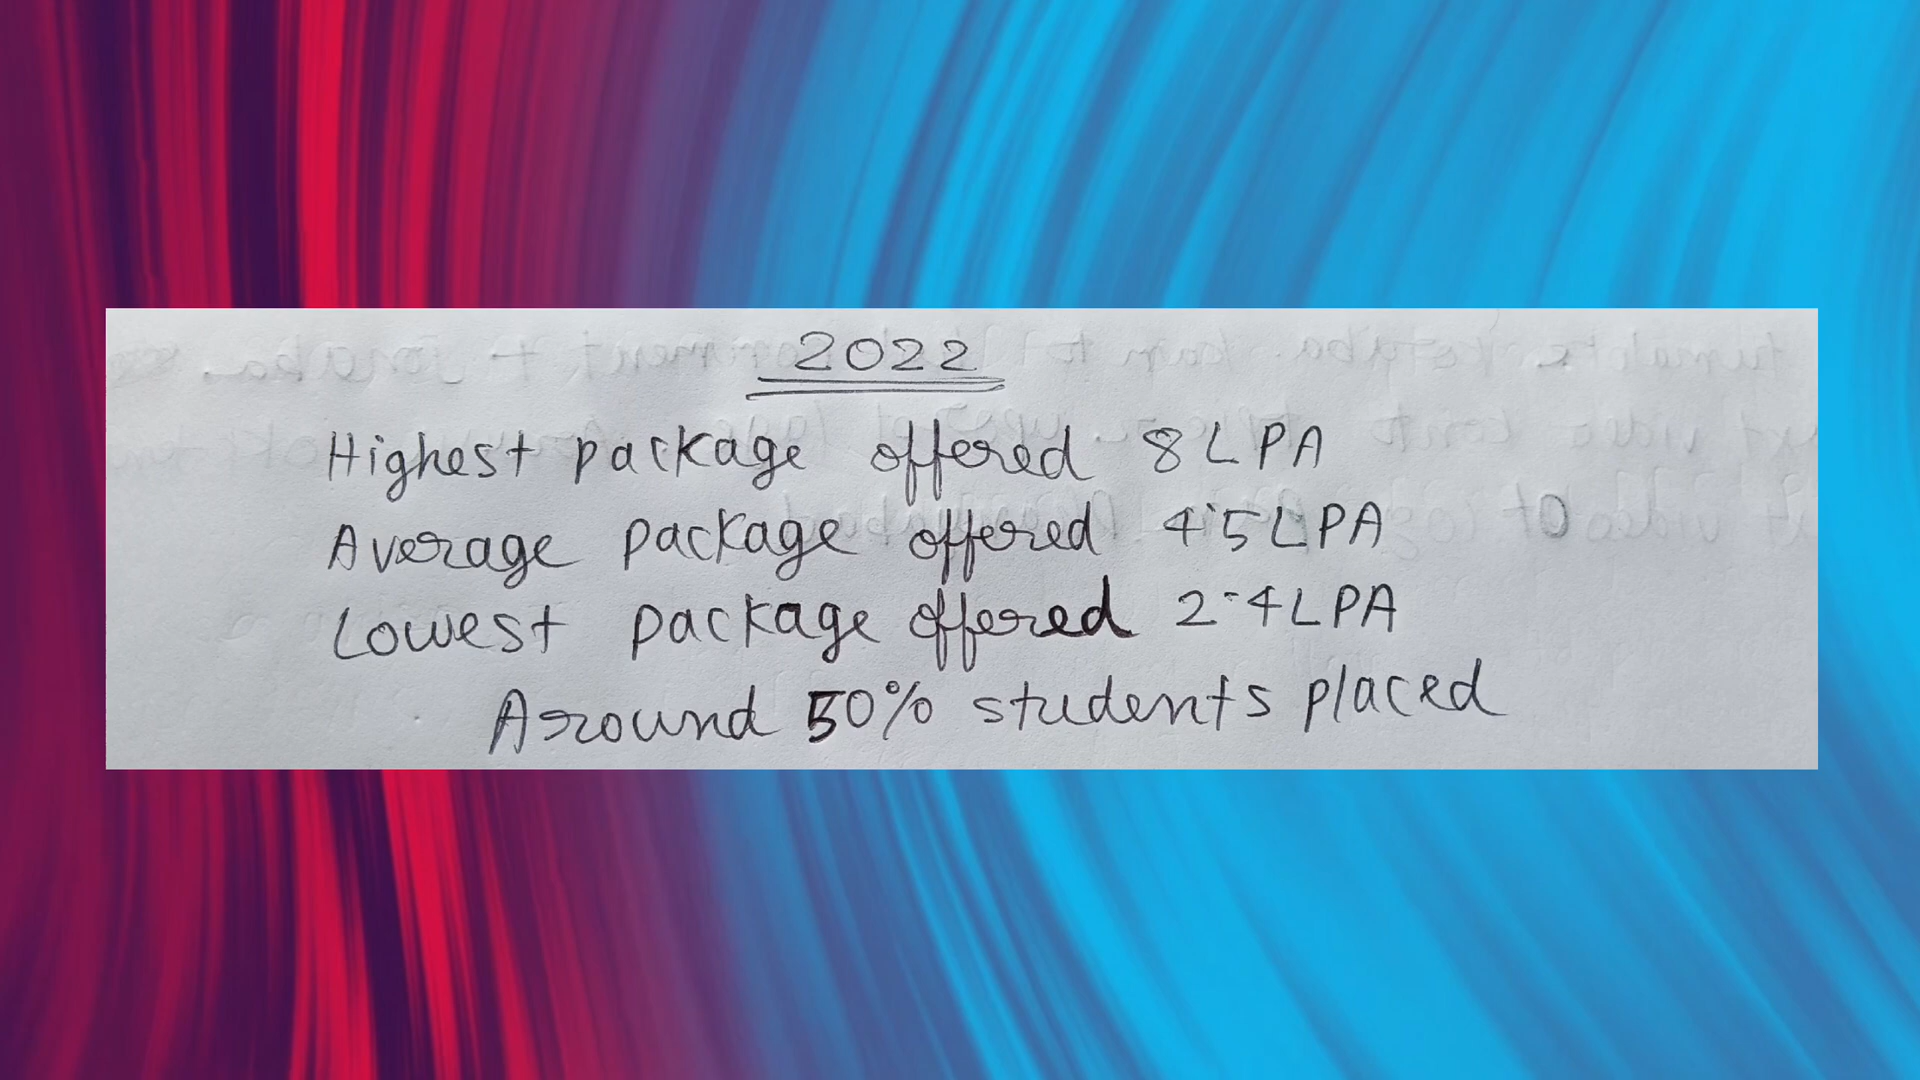 2022
Highest package offered 8 LPA
Average package offered 4.5 LPA
Lowest package offered 2.4 LPA
Around 50% students placed